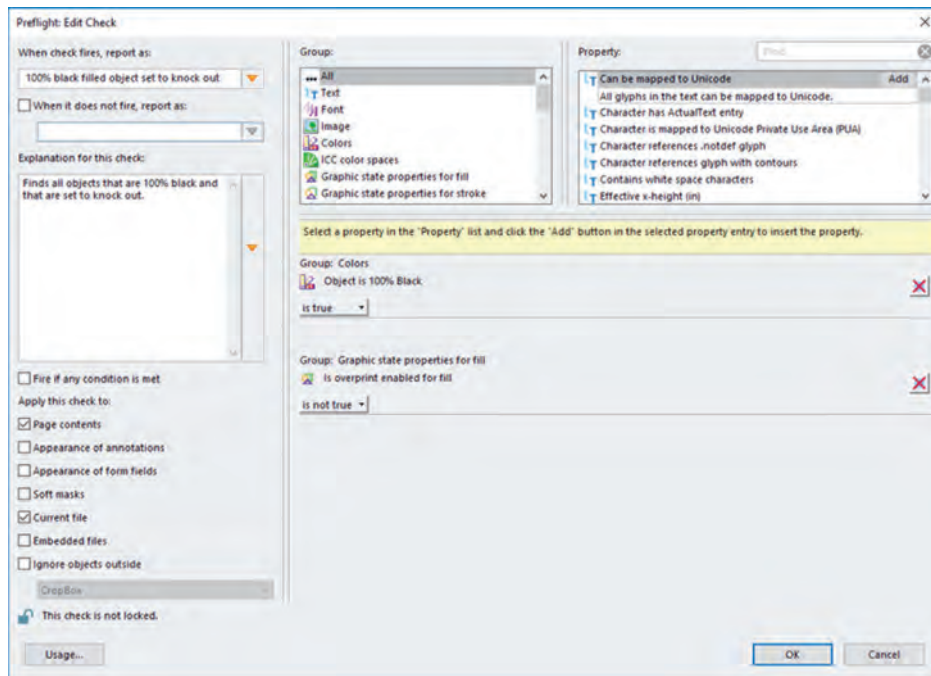 Preflight: Edit Check
When check fires, report as:
100% black filled object set to knock out
When it does not fire, report as:
Explanation for this check:
Finds all objects that are 100% black and
that are set to knock out.
Fire if any condition is met
Apply this check to:
Page contents
Appearance of annotations
Appearance of form fields
Soft masks
Current file
Embedded files
Ignore objects outside
CropBox
This check is not locked.
Usage...
Group:
All
Text
Font
Image
Colors
ICC color spaces
Graphic state properties for fill
Graphic state properties for stroke
Property:
Find
Can be mapped to Unicode Add
All glyphs in the text can be mapped to Unicode.
Character has ActualText entry
Character is mapped to Unicode Private Use Area (PUA)
Character references .notdef glyph
Character references glyph with contours
Contains white space characters
Effective x-height (in)
Select a property in the "Property" list and click the "Add" button in the selected property entry to insert the property.
Group: Colors
Object is 100% Black
is true
Group: Graphic state properties for fill
Is overprint enabled for fill
is not true
OK
Cancel